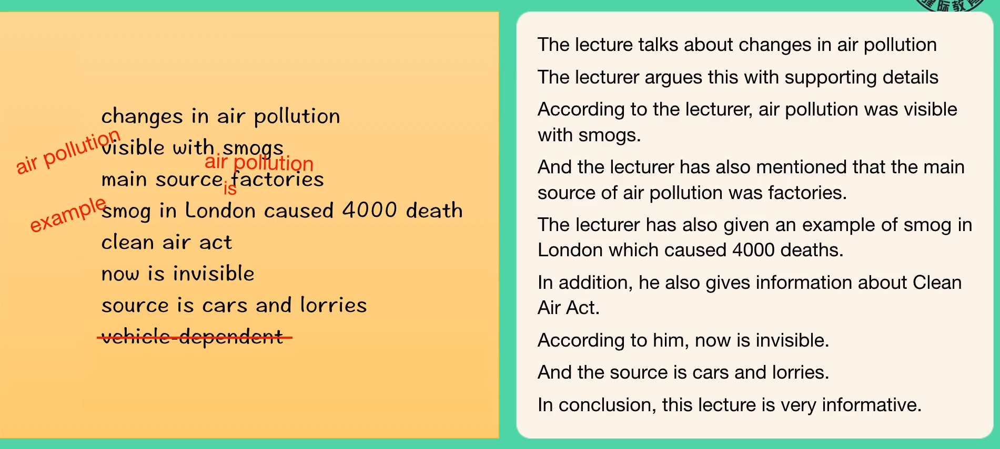 changes in air pollution
air pollution
visible with smogs
air pollution
main source factories
is
example
smog in London caused 4000 death
clean air act
now is invisible
source is cars and lorries
vehicle-dependent
际教育
The lecture talks about changes in air pollution
The lecturer argues this with supporting details
According to the lecturer, air pollution was visible
with smogs.
And the lecturer has also mentioned that the main
source of air pollution was factories.
The lecturer has also given an example of smog in
London which caused 4000 deaths.
In addition, he also gives information about Clean
Air Act.
According to him, now is invisible.
And the source is cars and lorries.
In conclusion, this lecture is very informative.